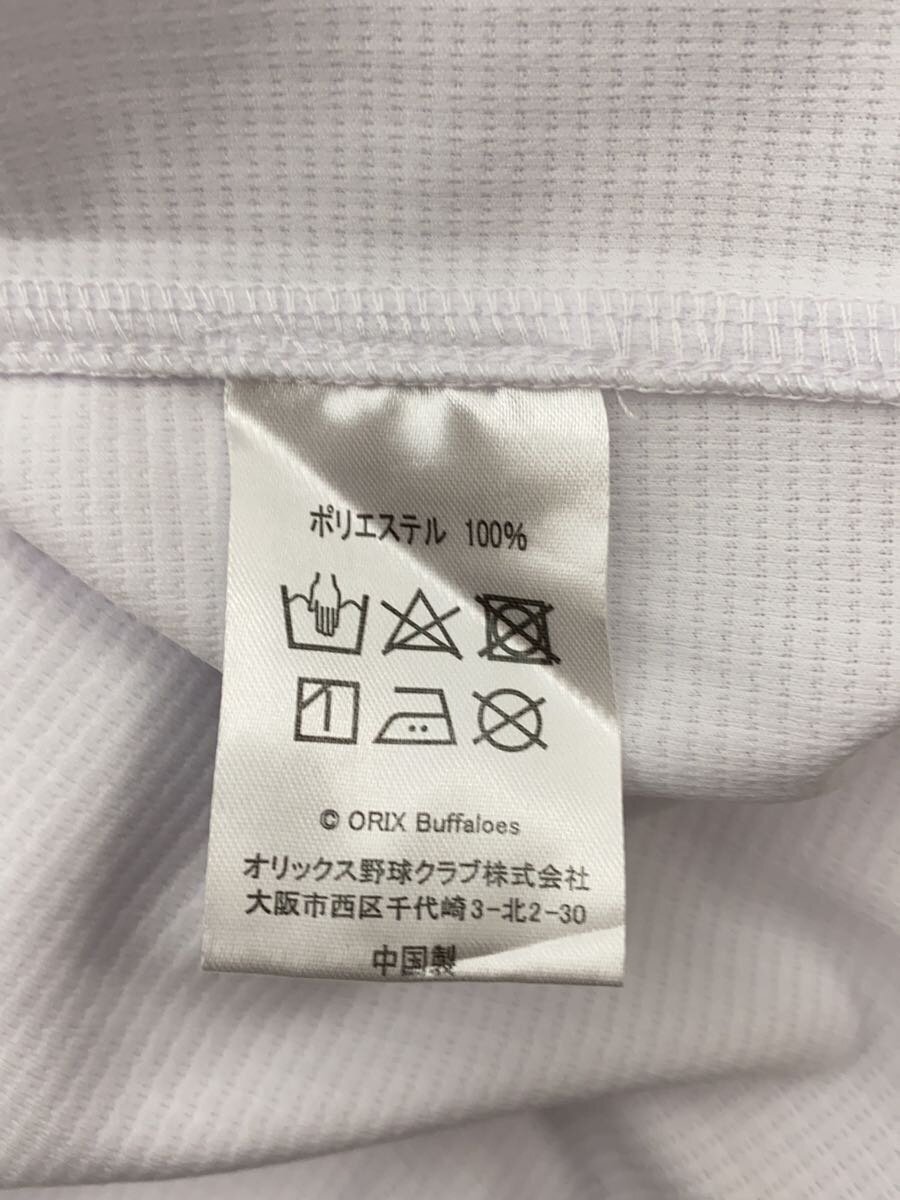 ポリエステル 100%
© ORIX Buffaloes
オリックス野球クラブ株式会社
大阪市西区千代崎3-北2-30
中国製